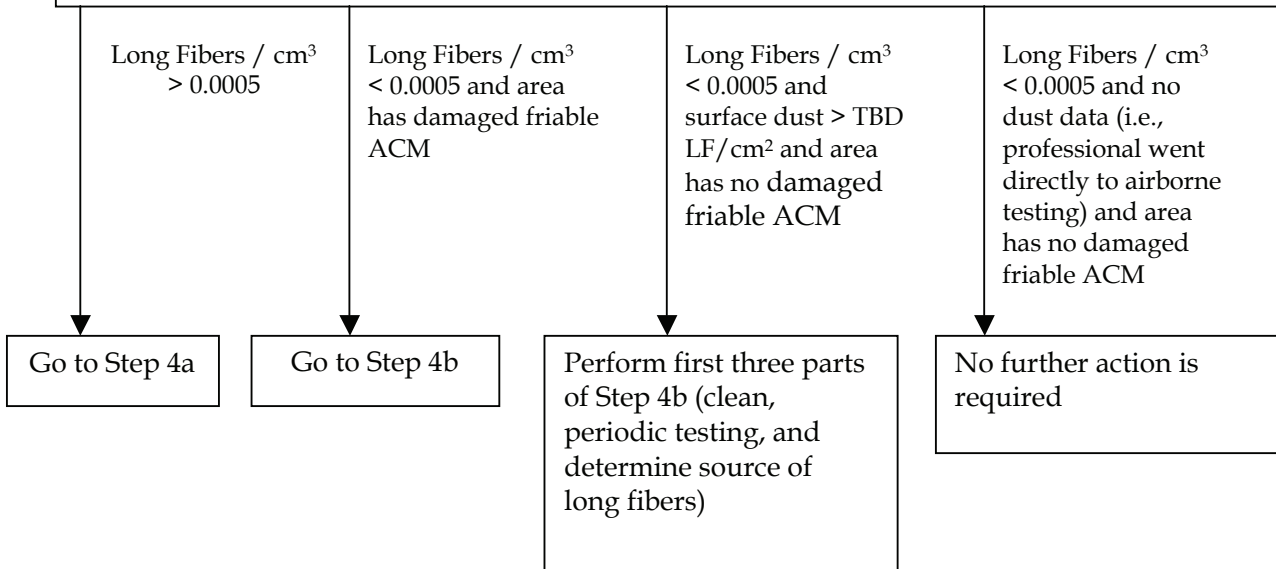 Long Fibers / cm³
> 0.0005
Long Fibers / cm³
< 0.0005 and area
has damaged friable
ACM
Long Fibers / cm³
< 0.0005 and
surface dust > TBD
LF/cm² and area
has no damaged
friable ACM
Long Fibers / cm³
< 0.0005 and no
dust data (i.e.,
professional went
directly to airborne
testing) and area
has no damaged
friable ACM
Go to Step 4a
Go to Step 4b
Perform first three parts
of Step 4b (clean,
periodic testing, and
determine source of
long fibers)
No further action is
required